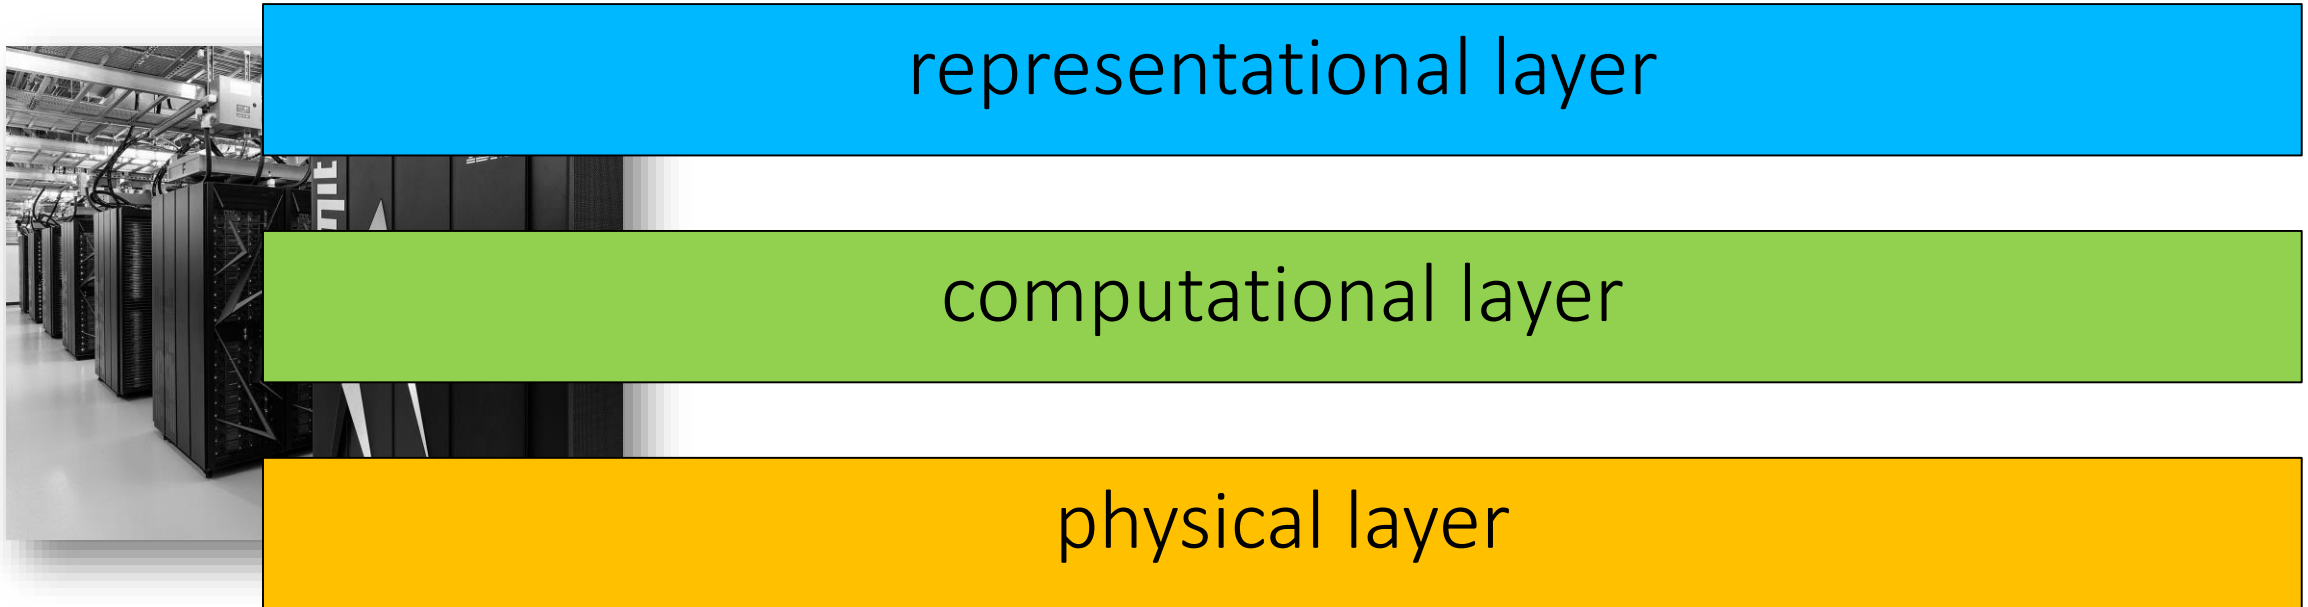 representational layer
computational layer
physical layer